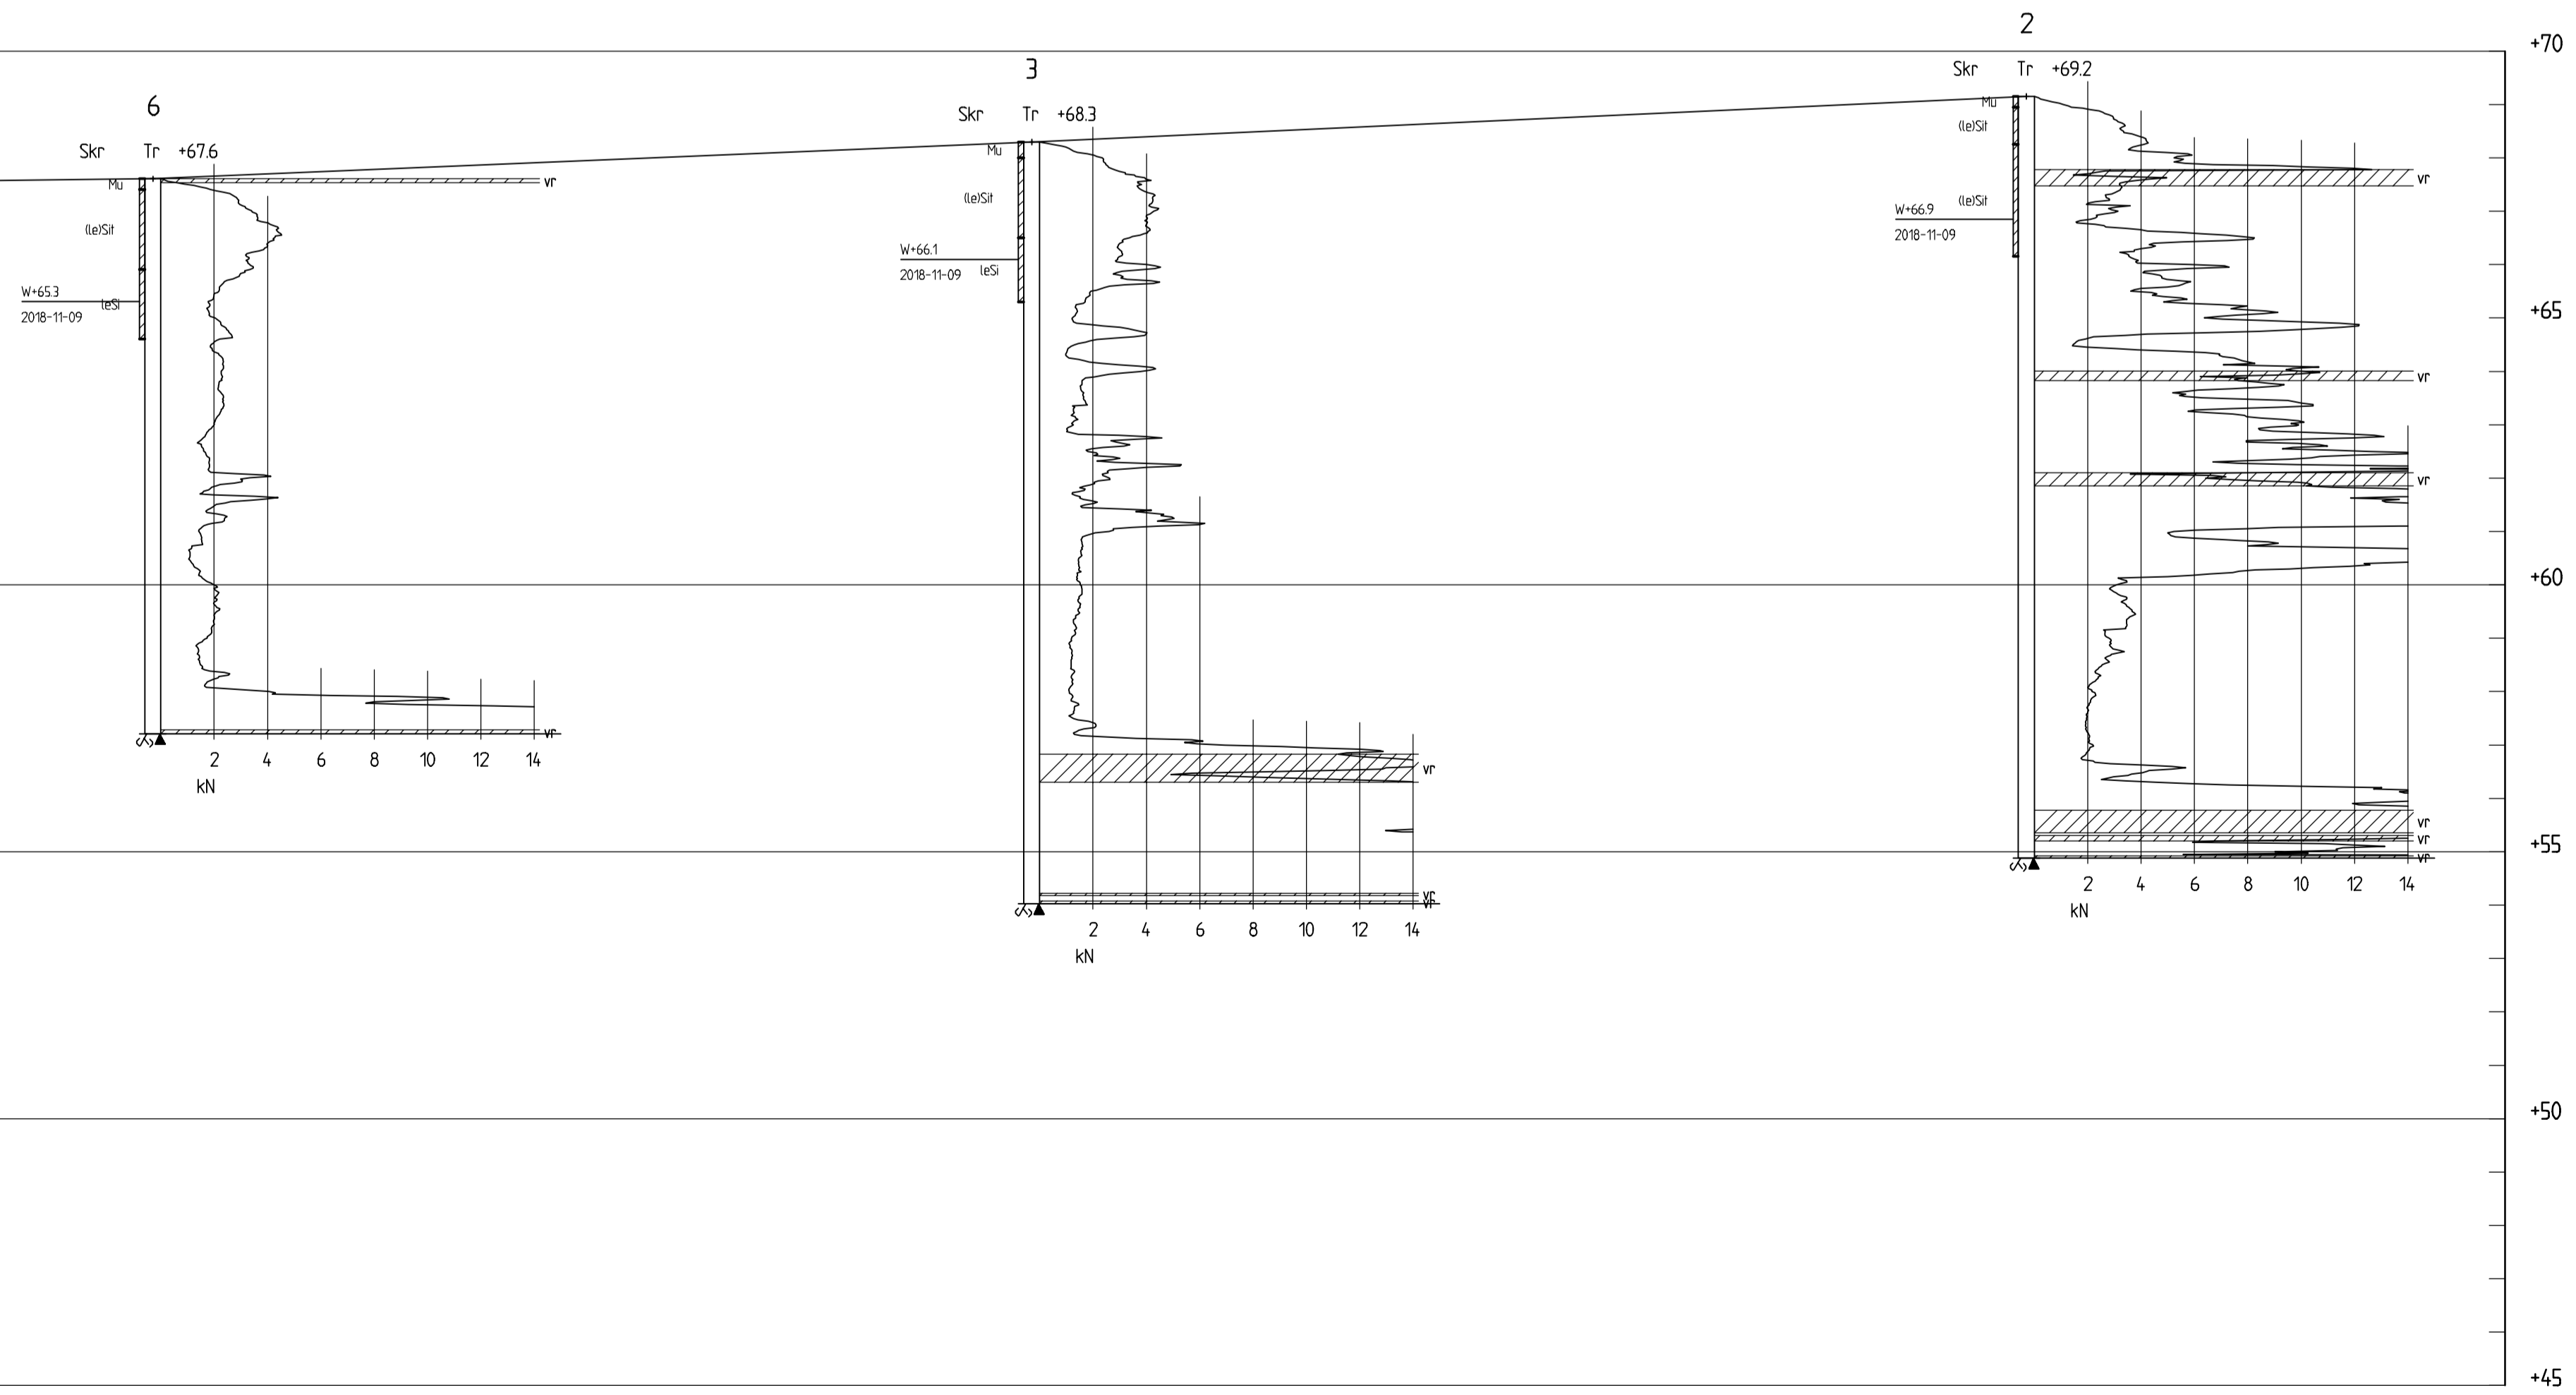 2
+70
Skr Tr +69.2
3
Mu
6
Skr Tr +68.3
(le)Sit
Mu
Skr Tr +67.6
vr
Mu
vr
(le)Sit
(le)Sit
W+66.9
(le)Sit
2018-11-09
W+66.1
2018-11-09
leSi
W+65.3
leSi
2018-11-09
+65
vr
vr
+60
vr
2 4 6 8 10 12 14
kN
vr
vr
vr
+55
vr
2 4 6 8 10 12 14
kN
vr
vr
2 4 6 8 10 12 14
kN
+50
+45